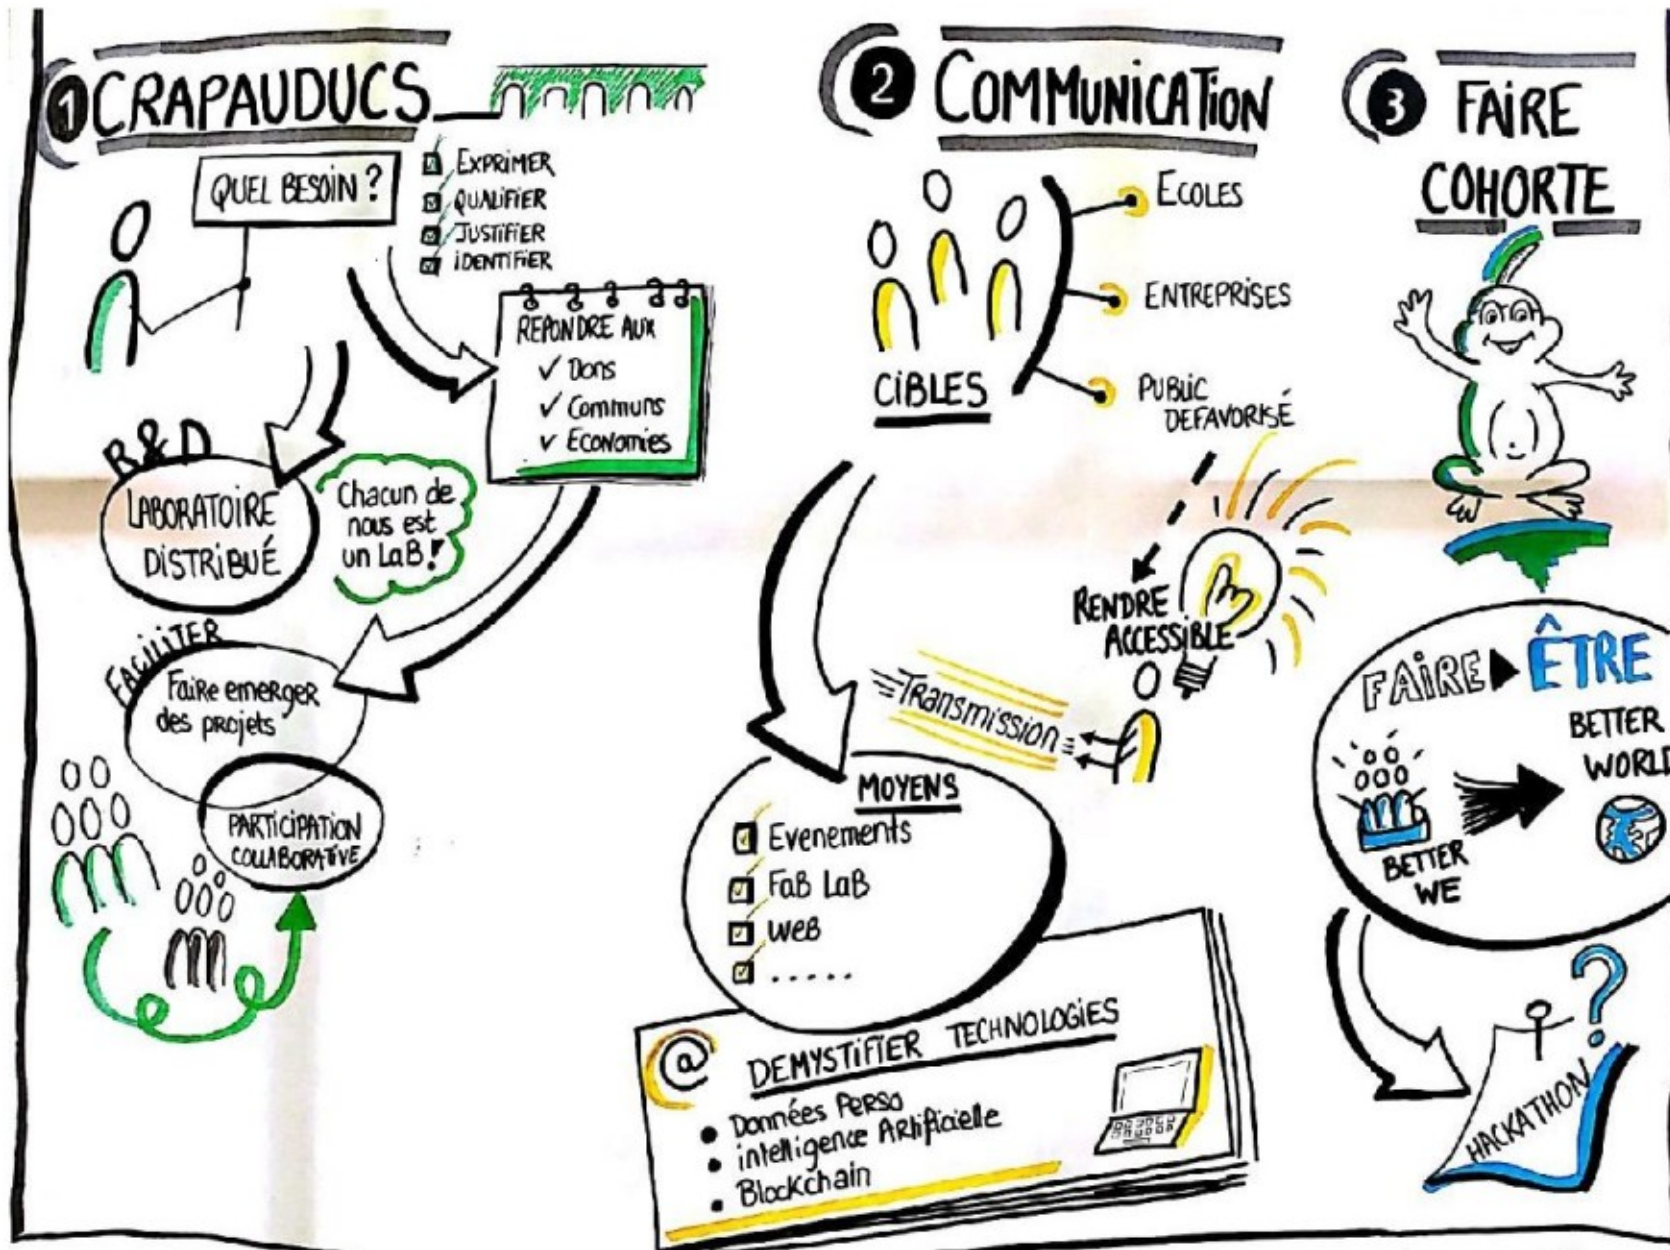 1 CRAPAUDUCS
QUEL BESOIN ?
EXPRIMER
QUALIFIER
JUSTIFIER
IDENTIFIER
REPONDRE AUX
Dons
Communs
Economies
R&D
LABORATOIRE
DISTRIBUÉ
Chacun de
nous est
un LaB !
FACILITER
Faire emerger
des projets
PARTICIPATION
COLLABORATIVE
2 COMMUNICATION
ECOLES
ENTREPRISES
PUBLIC
DEFAVORISÉ
CIBLES
RENDRE
ACCESSIBLE
Transmission
MOYENS
Evenements
FaB LaB
WeB
.....
@ DEMYSTIFIER TECHNOLOGIES
Données Perso
intelligence Artificielle
Blockchain
3 FAIRE
COHORTE
FAIRE ÊTRE
BETTER
WORLD
BETTER
WE
?
HACKATHON